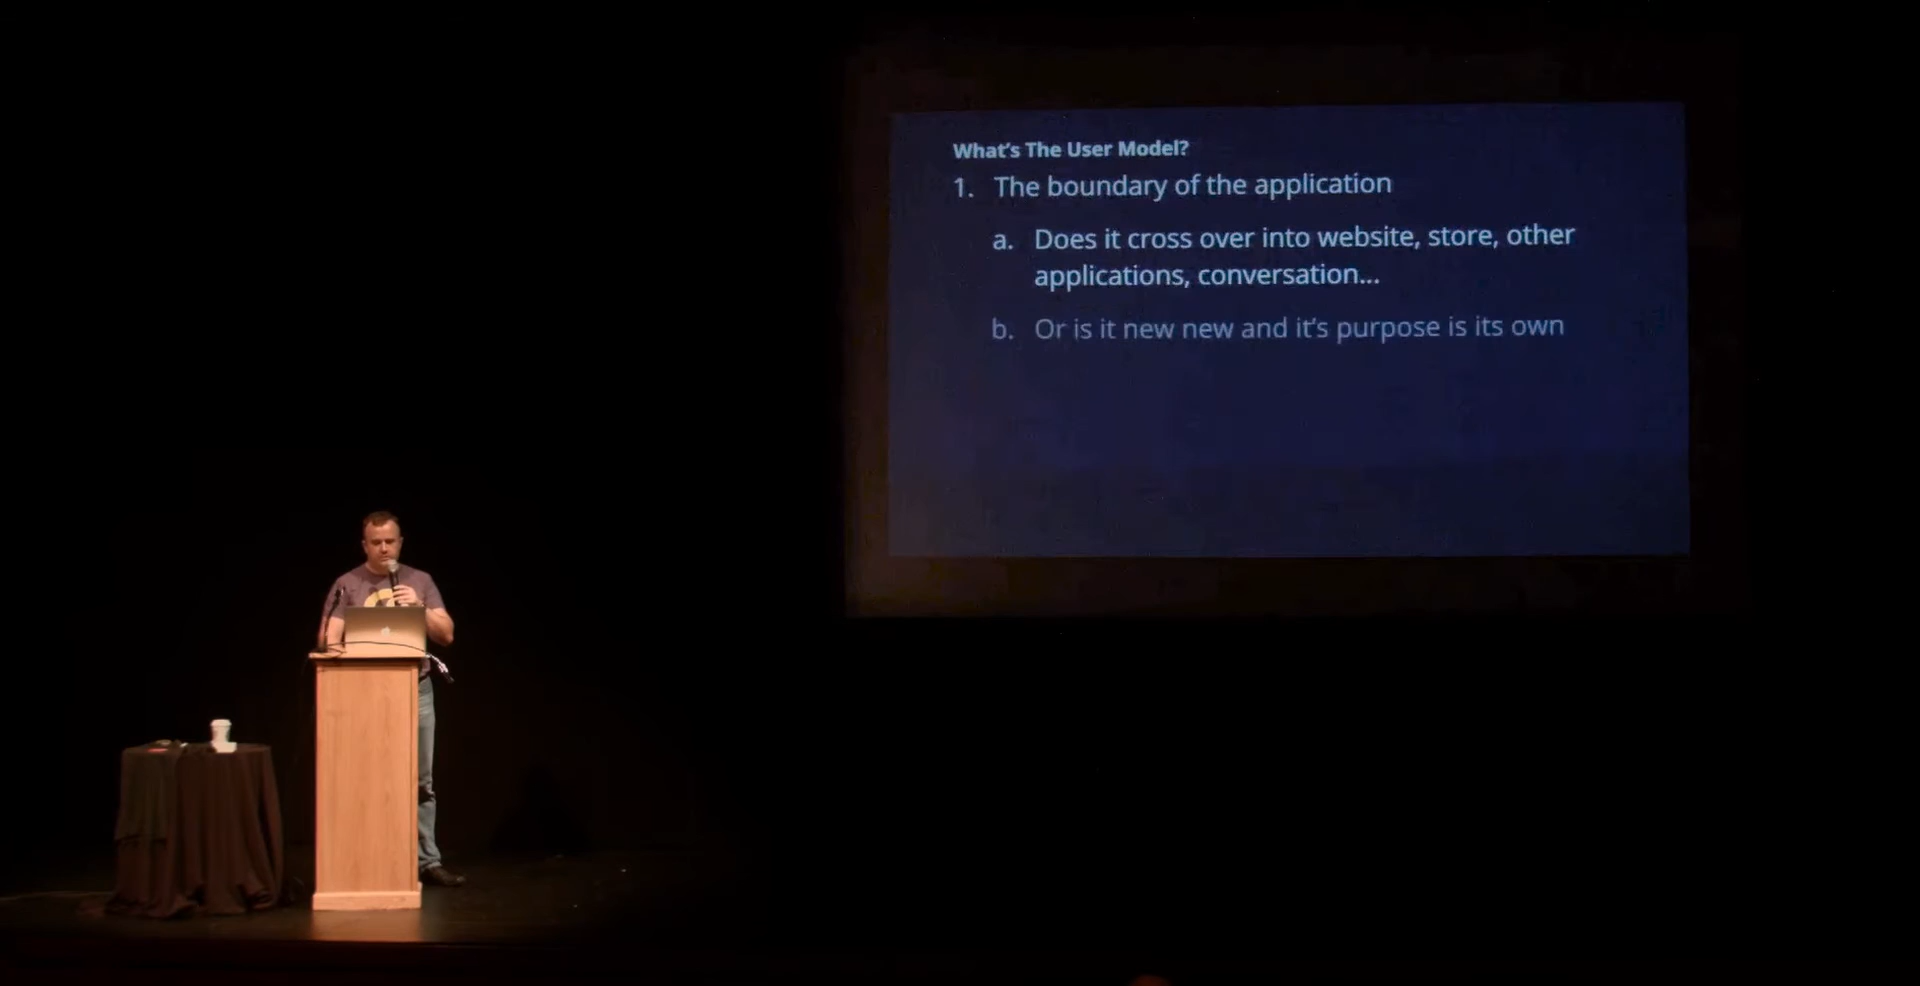 What's The User Model?
1. The boundary of the application
a. Does it cross over into website, store, other
applications, conversation...
b. Or is it new new and it's purpose is its own